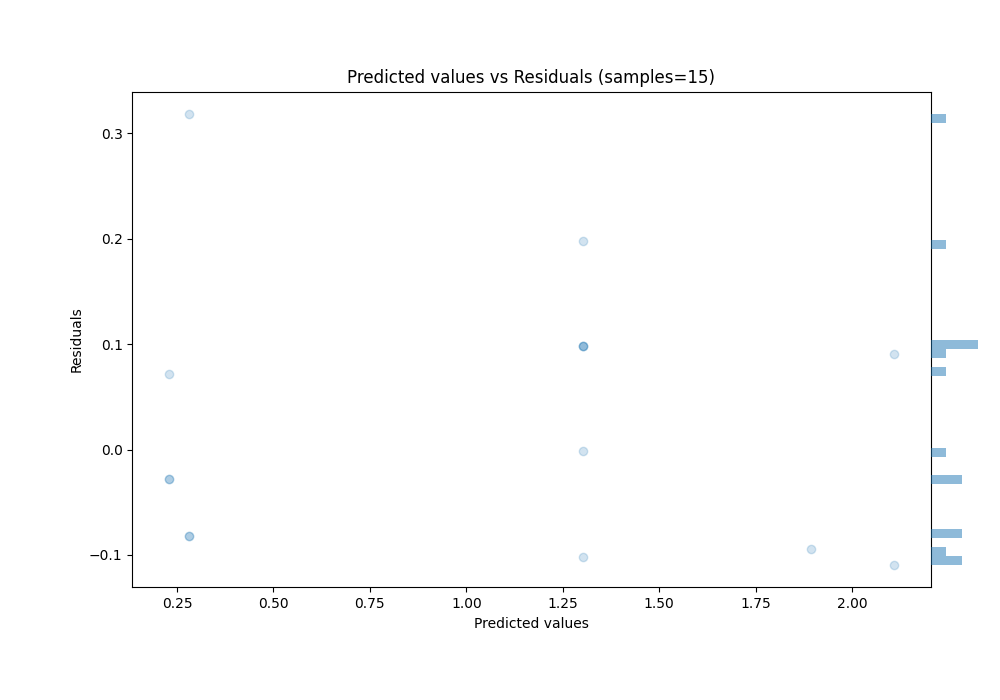 Predicted values vs Residuals (samples=15)
0.3
0.2
0.1
0.0
−0.1
Residuals
0.25 0.50 0.75 1.00 1.25 1.50 1.75 2.00
Predicted values